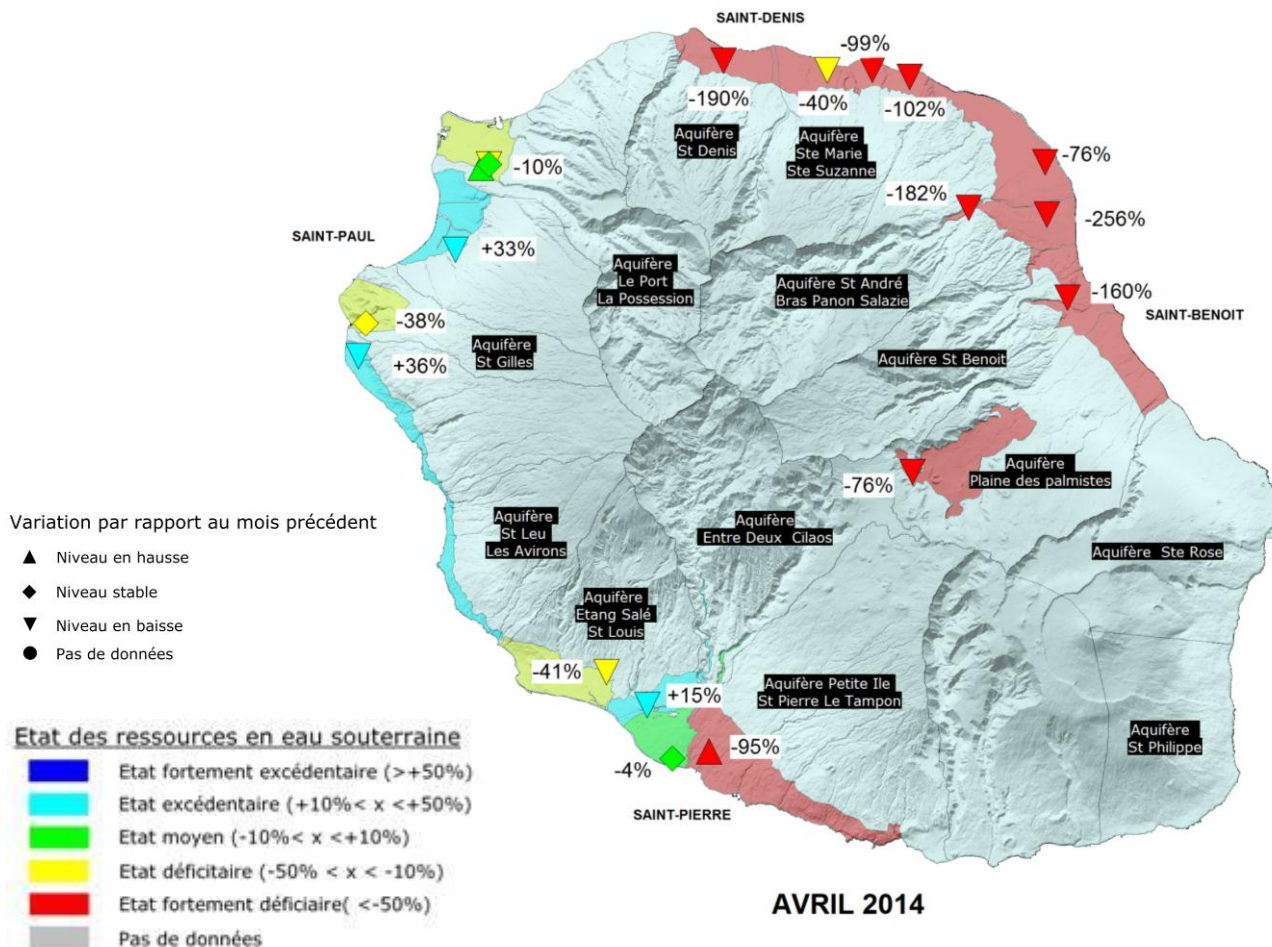 SAINT-DENIS
-99%
-190%
-40%
-102%
Aquifère
St Denis
Aquifère
Ste Marie
Ste Suzanne
-10%
-76%
-182%
-256%
SAINT-PAUL
+33%
Aquifère
Le Port
La Possession
Aquifère St André
Bras Panon Salazie
-160%
SAINT-BENOIT
-38%
+36%
Aquifère
St Gilles
Aquifère St Benoit
-76%
Aquifère
Plaine des palmistes
Variation par rapport au mois précédent
Niveau en hausse
Niveau stable
Niveau en baisse
Pas de données
Aquifère
St Leu
Les Avirons
Aquifère
Entre Deux Cilaos
Aquifère Ste Rose
Aquifère
Etang Salé
St Louis
-41%
+15%
Aquifère Petite Ile
St Pierre Le Tampon
Aquifère
St Philippe
-95%
-4%
SAINT-PIERRE
Etat des ressources en eau souterraine
Etat fortement excédentaire (>+50%)
Etat excédentaire (+10%< x <+50%)
Etat moyen (-10%< x <+10%)
Etat déficitaire (-50% < x < -10%)
Etat fortement déficiaire( <-50%)
Pas de données
AVRIL 2014